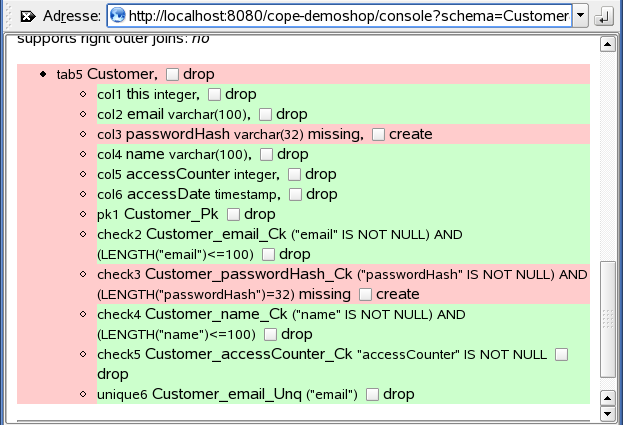 Adresse: http://localhost:8080/cope-demoshop/console?schema=Customer
supports right outer joins: no
tab5 Customer, drop
col1 this integer, drop
col2 email varchar(100), drop
col3 passwordHash varchar(32) missing, create
col4 name varchar(100), drop
col5 accessCounter integer, drop
col6 accessDate timestamp, drop
pk1 Customer_Pk drop
check2 Customer_email_Ck ("email" IS NOT NULL) AND
(LENGTH("email")<=100) drop
check3 Customer_passwordHash_Ck ("passwordHash" IS NOT NULL) AND
(LENGTH("passwordHash")=32) missing create
check4 Customer_name_Ck ("name" IS NOT NULL) AND
(LENGTH("name")<=100) drop
check5 Customer_accessCounter_Ck "accessCounter" IS NOT NULL
drop
unique6 Customer_email_Unq ("email") drop